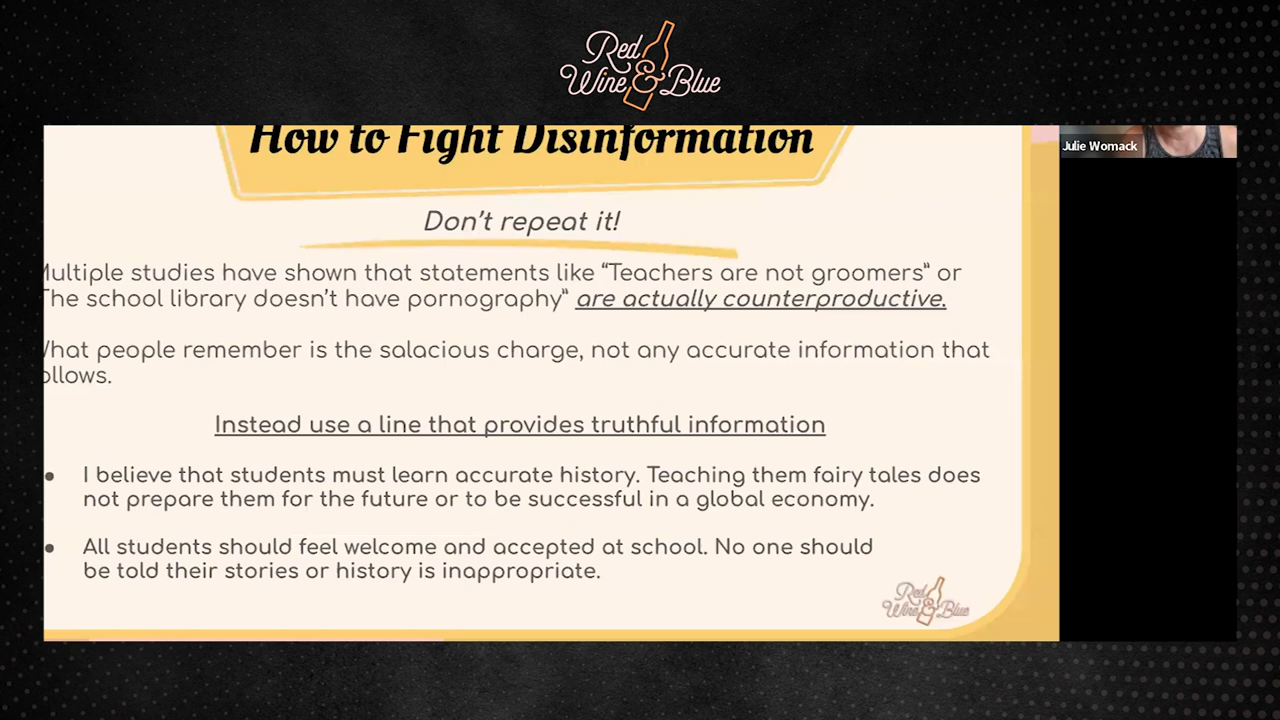 Red
Wine & Blue
How to Fight Disinformation
Julie Womack
Don't repeat it!
Multiple studies have shown that statements like “Teachers are not groomers” or
The school library doesn't have pornography” are actually counterproductive.
What people remember is the salacious charge, not any accurate information that
follows.
Instead use a line that provides truthful information
• I believe that students must learn accurate history. Teaching them fairy tales does
not prepare them for the future or to be successful in a global economy.
• All students should feel welcome and accepted at school. No one should
be told their stories or history is inappropriate.
Red
Wine & Blue